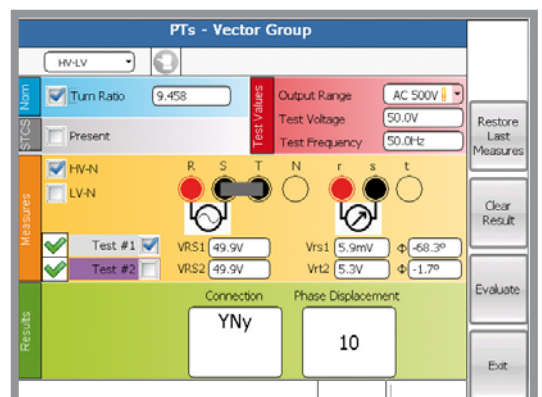 PTs - Vector Group
HV-LV
Nom
Turn Ratio
9.458
STCS
Present
Test Values
Output Range
AC 500V
Test Voltage
50.0V
Test Frequency
50.0Hz
Restore
Last
Measures
Clear
Result
Evaluate
Exit
Measures
HV-N
LV-N
R S T N r s t
Test #1
VRS1 49.9V
Vrs1 5.9mV
Φ -68.3º
Test #2
VRS2 49.9V
Vrt2 5.3V
Φ -1.7º
Results
Connection
YNy
Phase Displacement
10